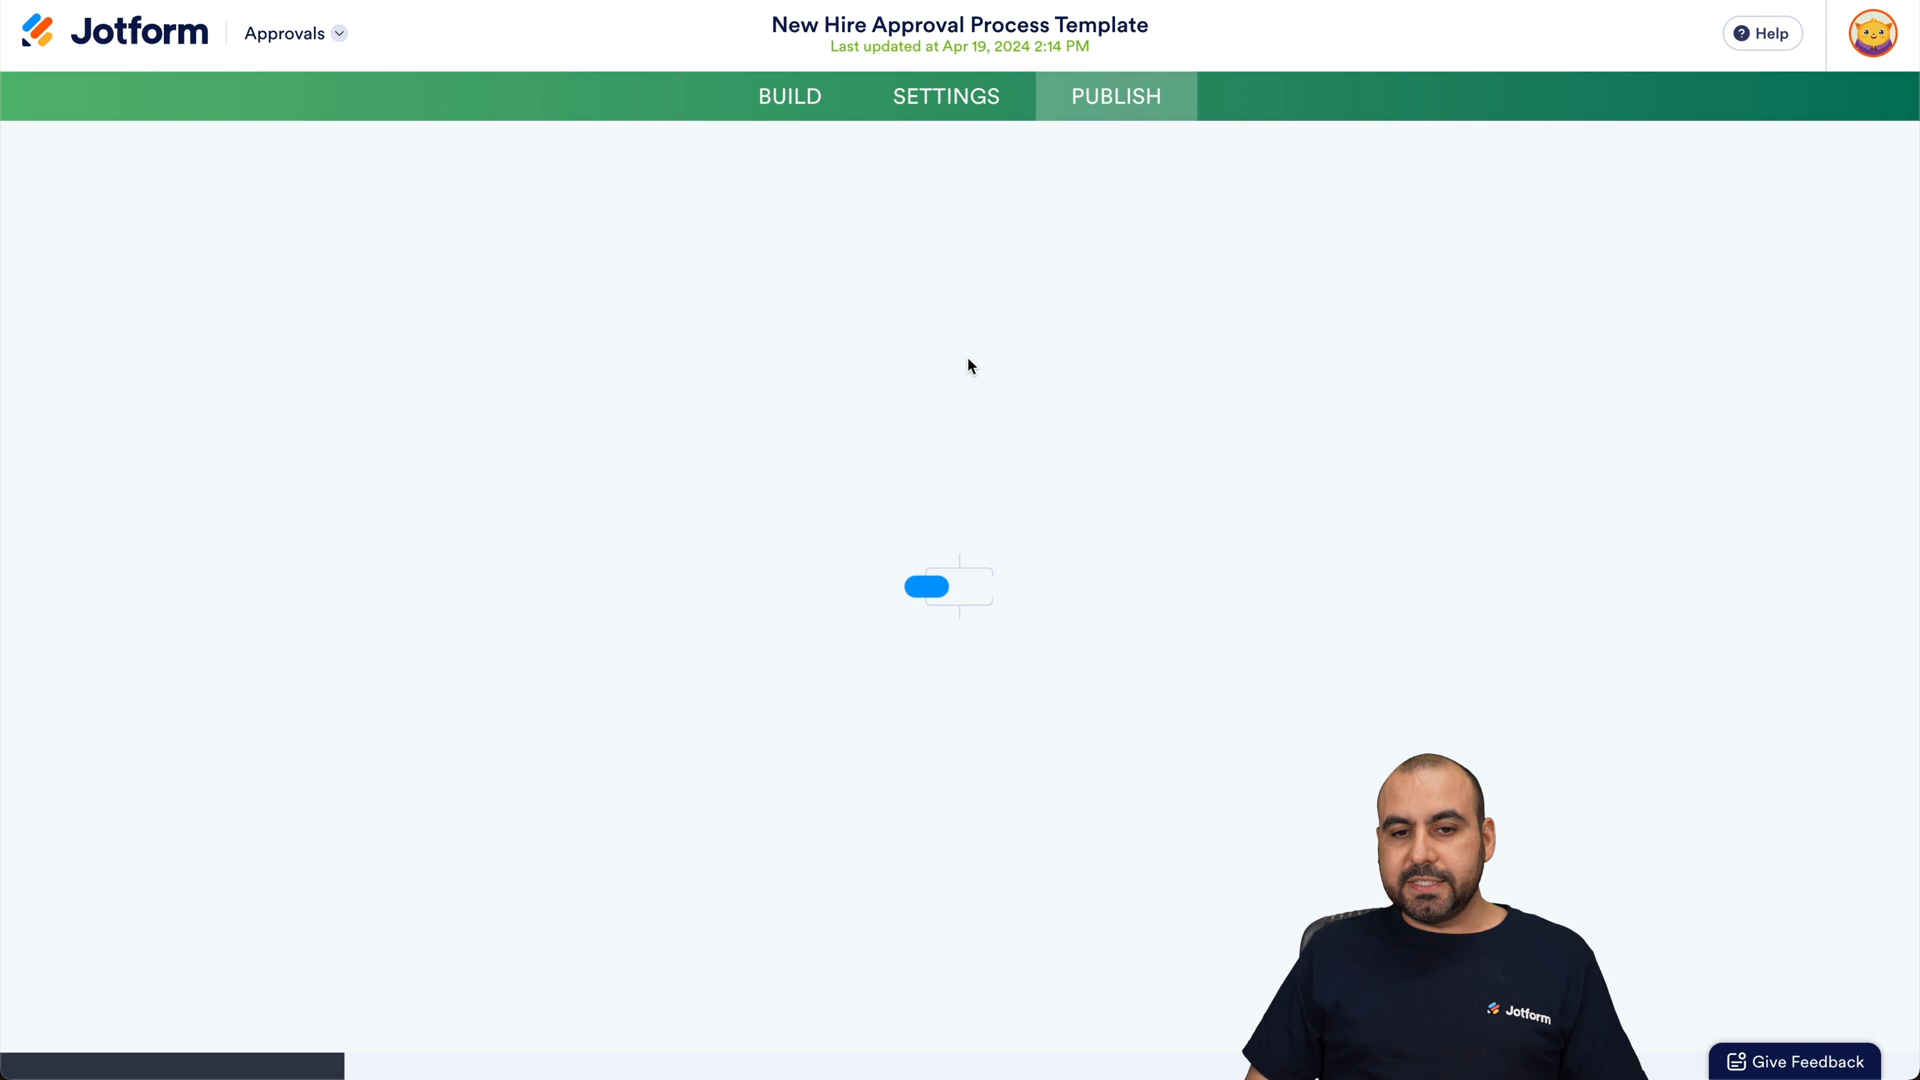 Jotform
Approvals
New Hire Approval Process Template
Last updated at Apr 19, 2024 2:14 PM
Help
BUILD
SETTINGS
PUBLISH
Jotform
Give Feedback